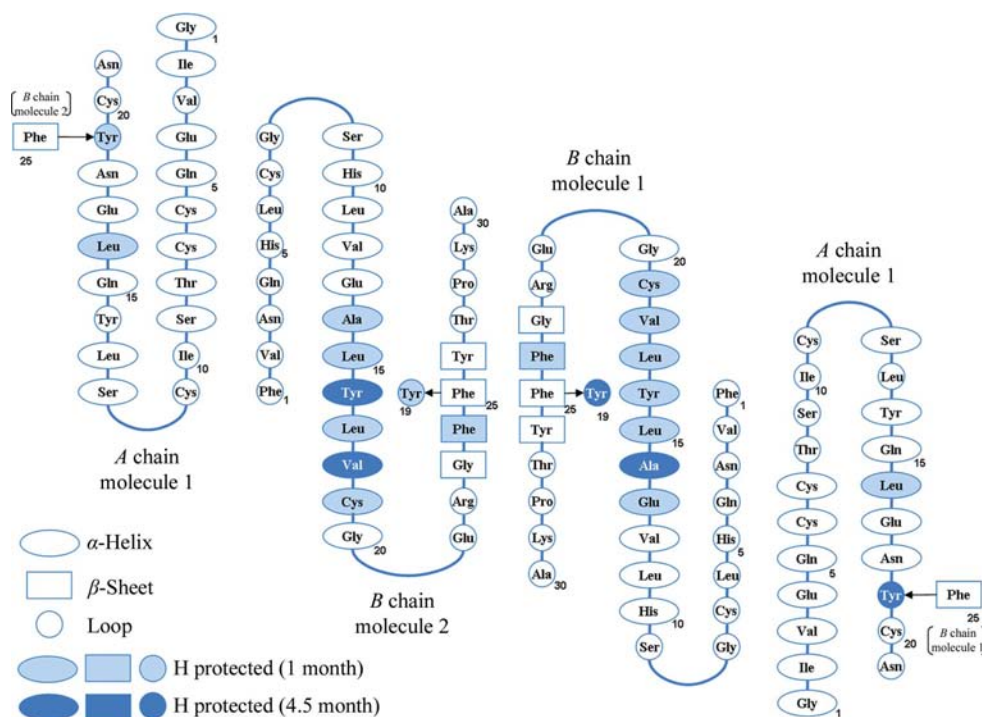 B chain
molecule 2
Phe
25
Asn
Cys
20
Tyr
Asn
Glu
Leu
Gln
15
Tyr
Leu
Ser
Gly
1
Ile
Val
Glu
Gln
5
Cys
Cys
Thr
Ser
Ile
10
Cys
A chain
molecule 1
Gly
Cys
Leu
His
5
Gln
Asn
Val
Phe
1
Ser
His
10
Leu
Val
Glu
Ala
Leu
15
Tyr
Leu
Val
Cys
Gly
20
Tyr
19
Ala
30
Lys
Pro
Thr
Tyr
Phe
25
Phe
Gly
Arg
Glu
B chain
molecule 2
B chain
molecule 1
Glu
Arg
Gly
Phe
Phe
25
Tyr
Thr
Pro
Lys
Ala
30
Tyr
19
Gly
20
Cys
Val
Leu
Tyr
Leu
15
Ala
Glu
Val
Leu
His
10
Ser
Phe
1
Val
Asn
Gln
His
5
Leu
Cys
Gly
A chain
molecule 1
Cys
Ile
10
Ser
Thr
Cys
Cys
Gln
5
Glu
Val
Ile
Gly
1
Ser
Leu
Tyr
Gln
15
Leu
Glu
Asn
Tyr
Cys
20
Asn
Phe
25
B chain
molecule 1
α-Helix
β-Sheet
Loop
H protected (1 month)
H protected (4.5 month)